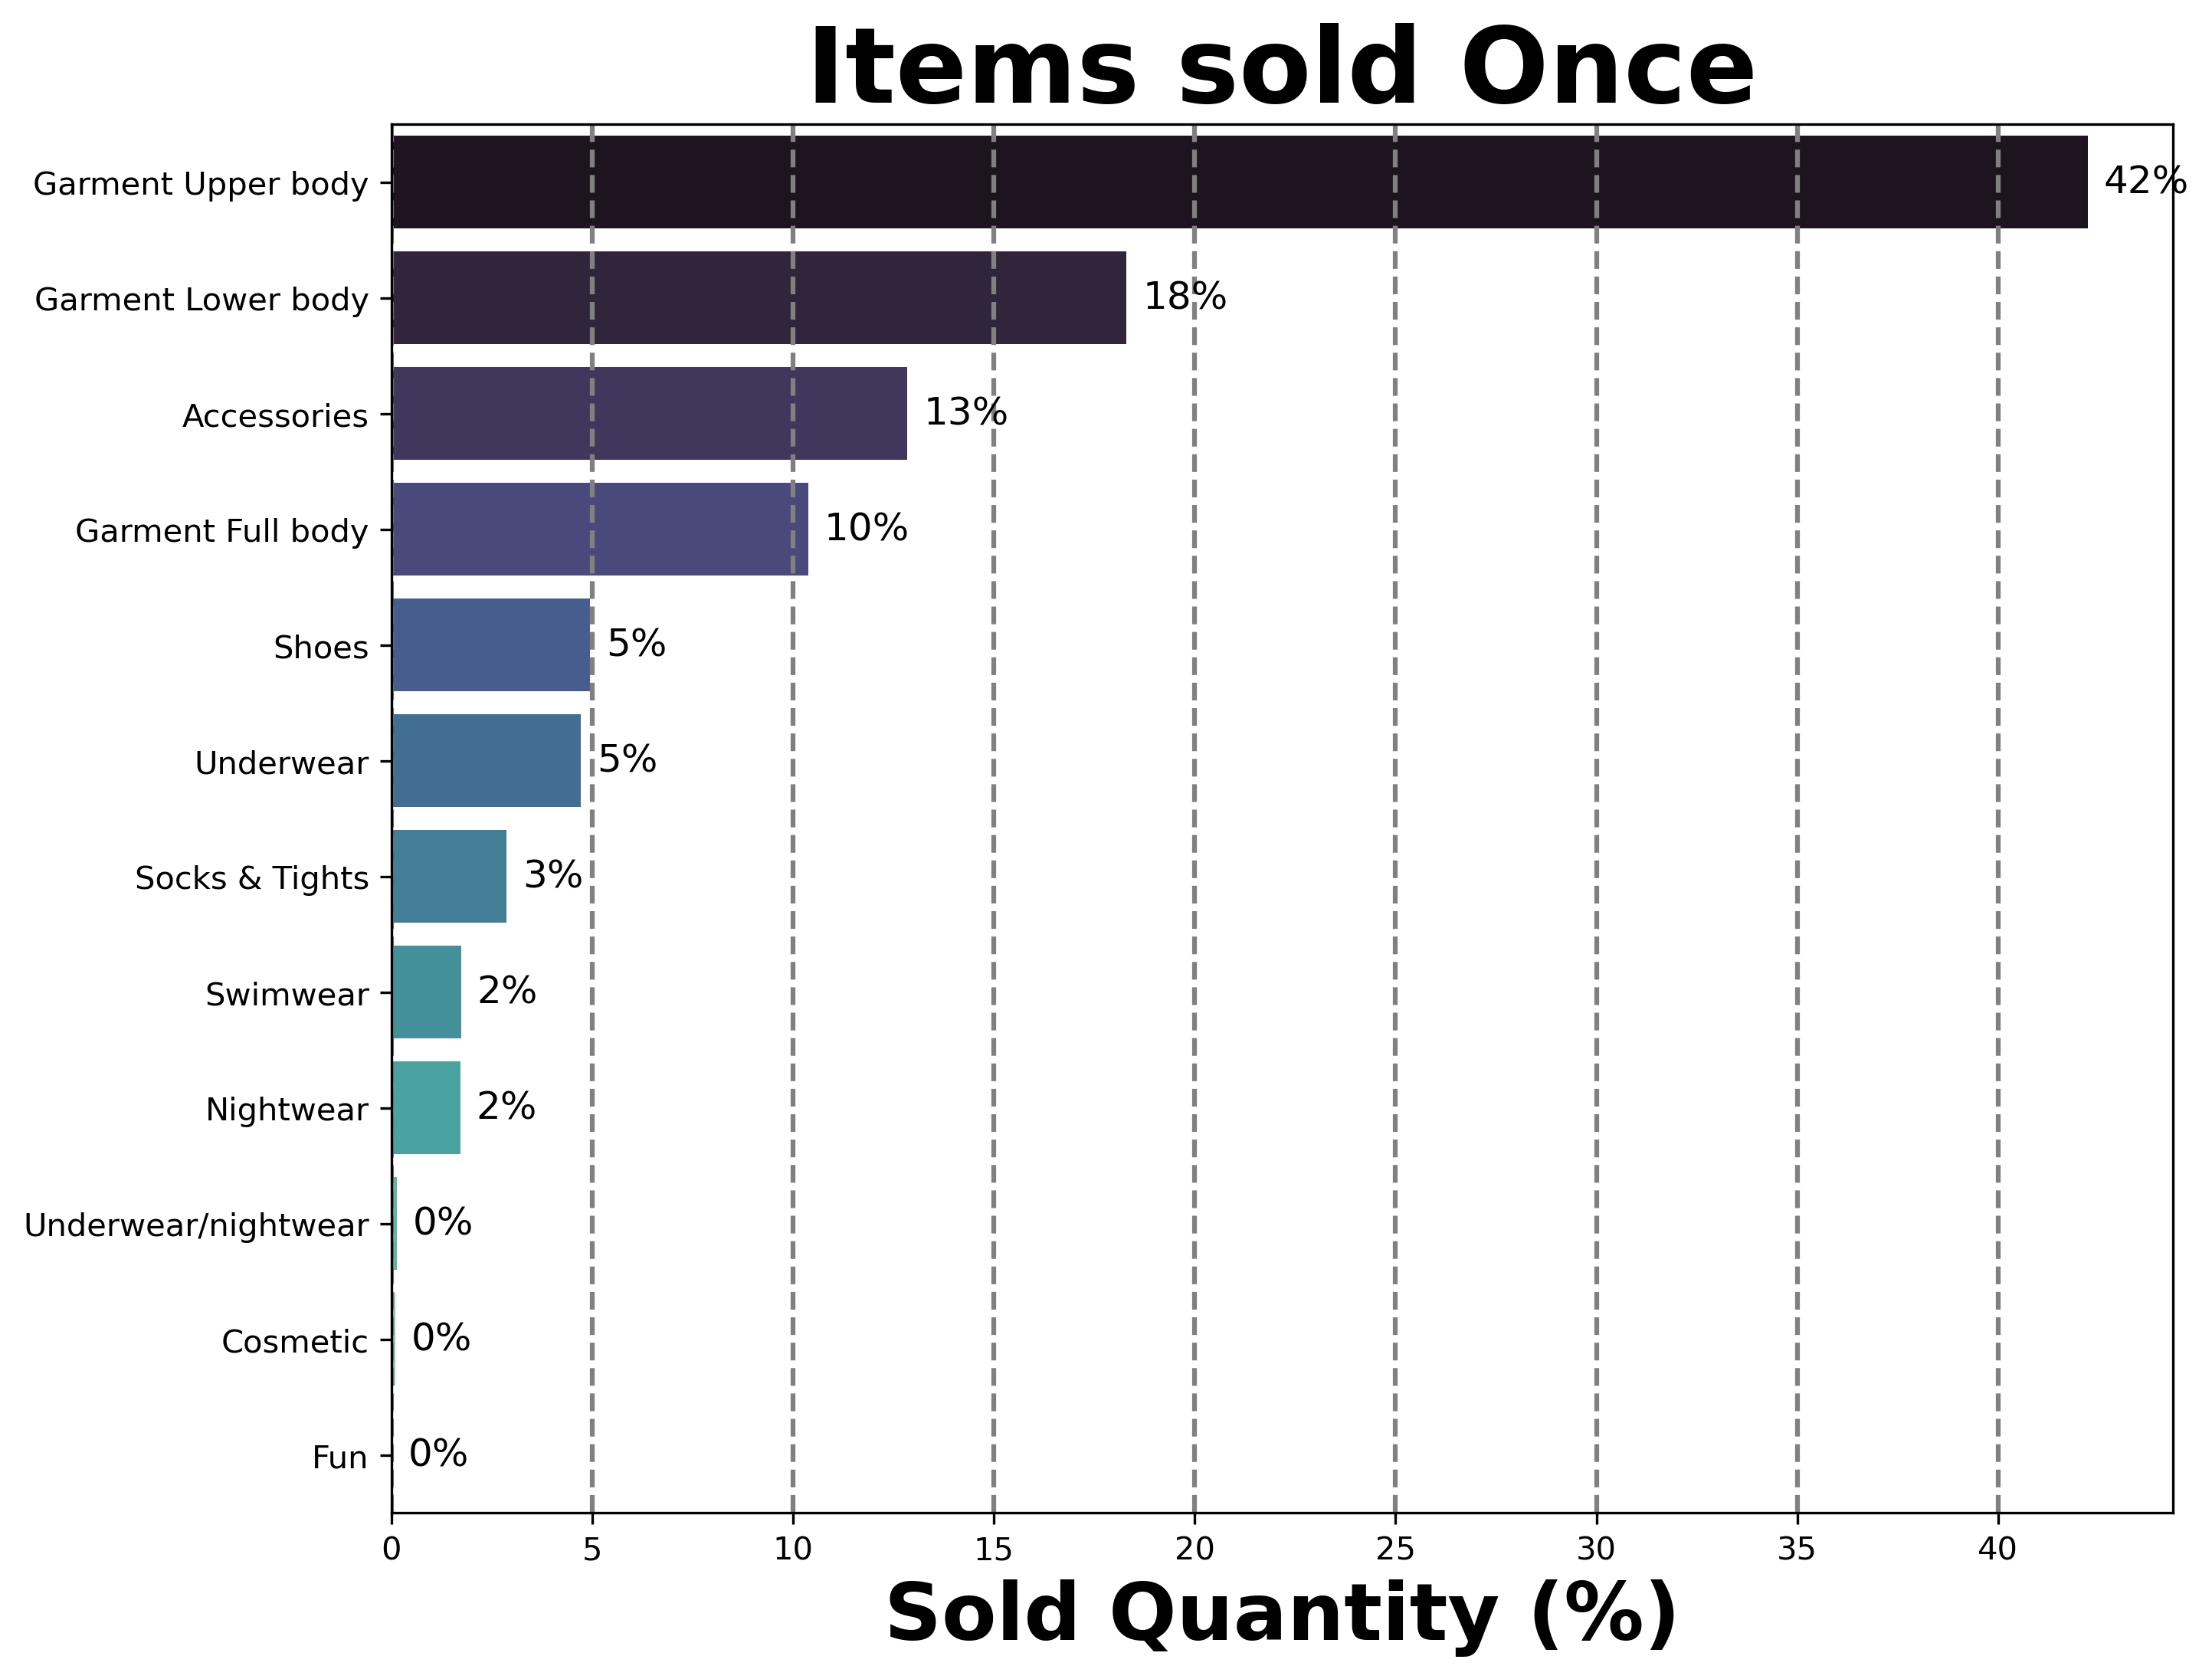 Items sold Once
Garment Upper body 42%
Garment Lower body 18%
Accessories 13%
Garment Full body 10%
Shoes 5%
Underwear 5%
Socks & Tights 3%
Swimwear 2%
Nightwear 2%
Underwear/nightwear 0%
Cosmetic 0%
Fun 0%
0 5 10 15 20 25 30 35 40
Sold Quantity (%)